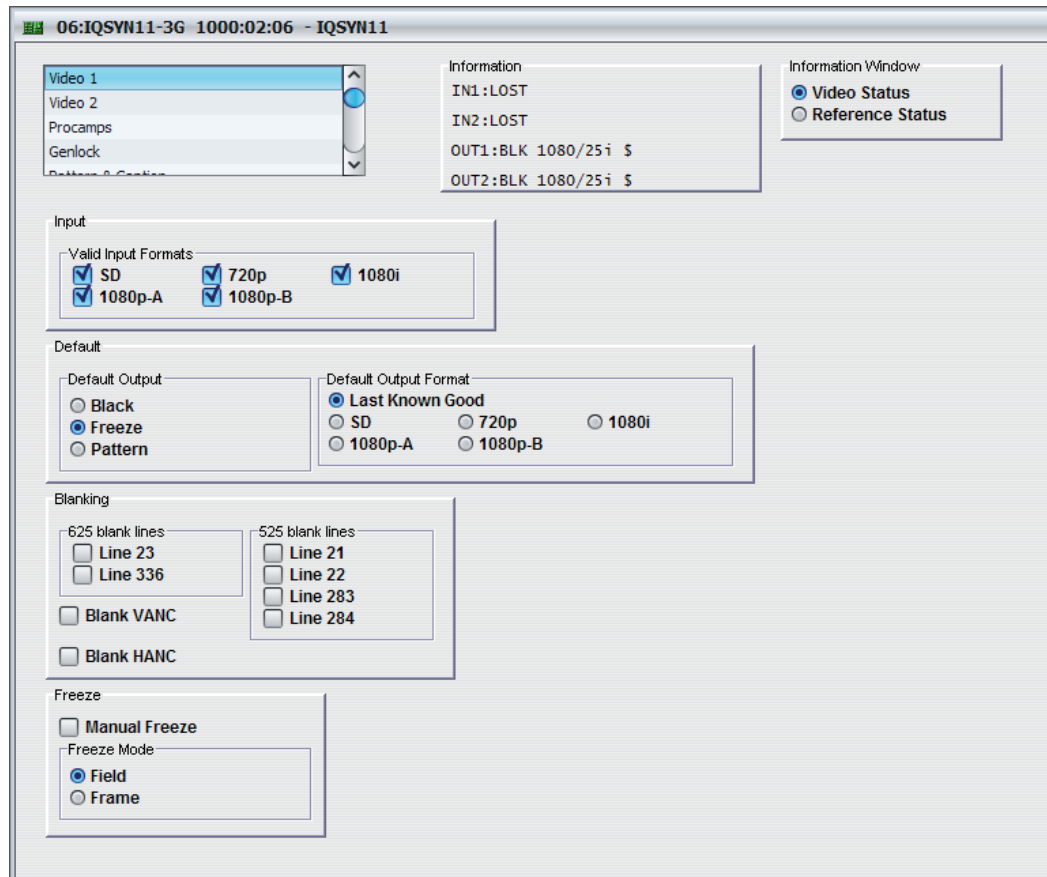 06:IQSYN11-3G 1000:02:06 - IQSYN11
Video 1
Video 2
Procamps
Genlock
Pattern & Caption
Information
IN1:LOST
IN2:LOST
OUT1:BLK 1080/25i $
OUT2:BLK 1080/25i $
Information Window
Video Status
Reference Status
Input
Valid Input Formats
SD 720p 1080i
1080p-A 1080p-B
Default
Default Output
Black
Freeze
Pattern
Default Output Format
Last Known Good
SD 720p 1080i
1080p-A 1080p-B
Blanking
625 blank lines
Line 23
Line 336
525 blank lines
Line 21
Line 22
Line 283
Line 284
Blank VANC
Blank HANC
Freeze
Manual Freeze
Freeze Mode
Field
Frame